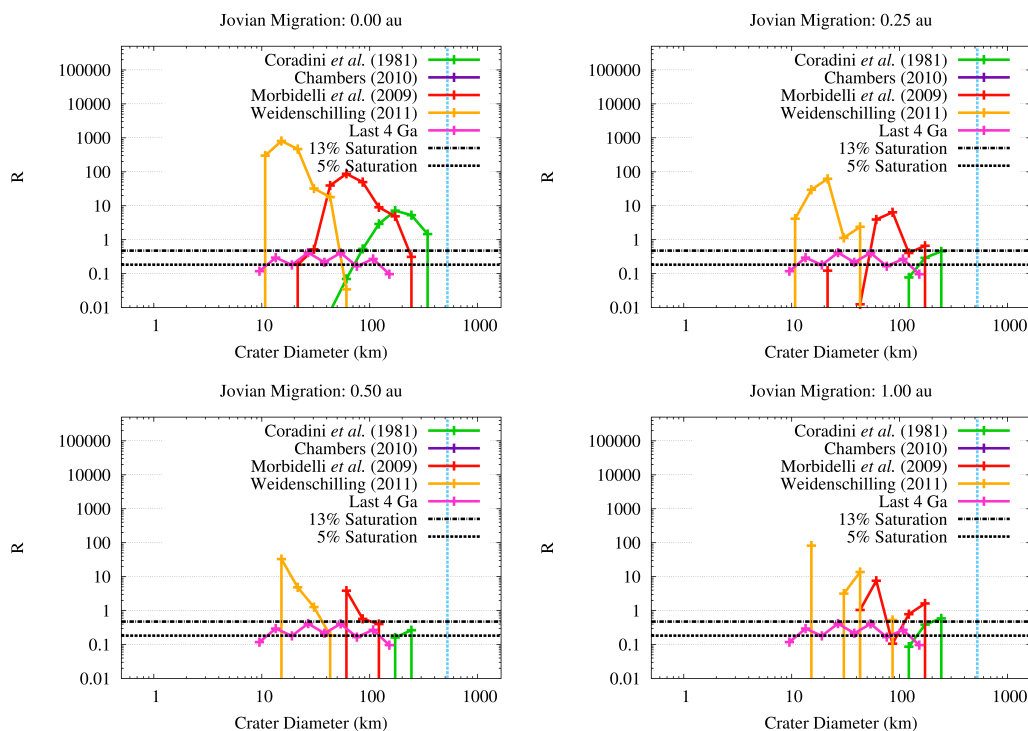 Jovian Migration: 0.00 au
Coradini et al. (1981)
Chambers (2010)
Morbidelli et al. (2009)
Weidenschilling (2011)
Last 4 Ga
13% Saturation
5% Saturation
100000
10000
1000
100
10
1
0.1
0.01
R
1 10 100 1000
Crater Diameter (km)
Jovian Migration: 0.25 au
Coradini et al. (1981)
Chambers (2010)
Morbidelli et al. (2009)
Weidenschilling (2011)
Last 4 Ga
13% Saturation
5% Saturation
100000
10000
1000
100
10
1
0.1
0.01
R
1 10 100 1000
Crater Diameter (km)
Jovian Migration: 0.50 au
Coradini et al. (1981)
Chambers (2010)
Morbidelli et al. (2009)
Weidenschilling (2011)
Last 4 Ga
13% Saturation
5% Saturation
100000
10000
1000
100
10
1
0.1
0.01
R
1 10 100 1000
Crater Diameter (km)
Jovian Migration: 1.00 au
Coradini et al. (1981)
Chambers (2010)
Morbidelli et al. (2009)
Weidenschilling (2011)
Last 4 Ga
13% Saturation
5% Saturation
100000
10000
1000
100
10
1
0.1
0.01
R
1 10 100 1000
Crater Diameter (km)